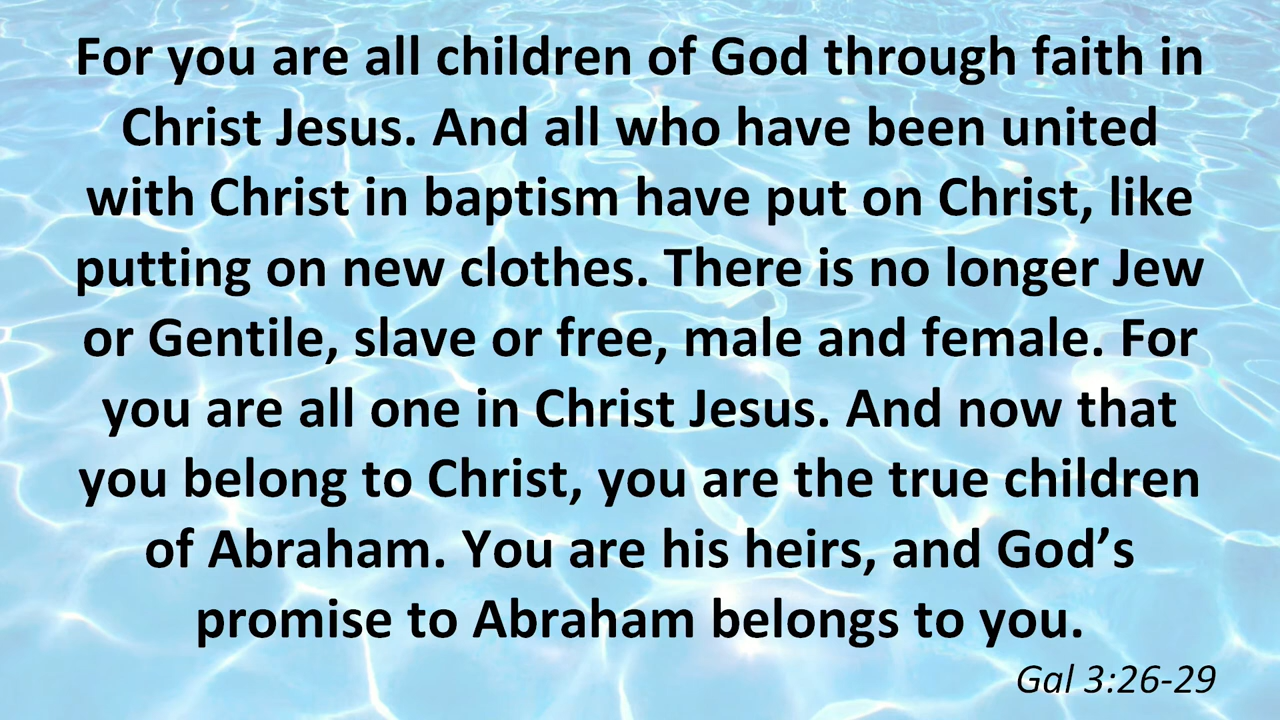 For you are all children of God through faith in
Christ Jesus. And all who have been united
with Christ in baptism have put on Christ, like
putting on new clothes. There is no longer Jew
or Gentile, slave or free, male and female. For
you are all one in Christ Jesus. And now that
you belong to Christ, you are the true children
of Abraham. You are his heirs, and God’s
promise to Abraham belongs to you.
Gal 3:26-29